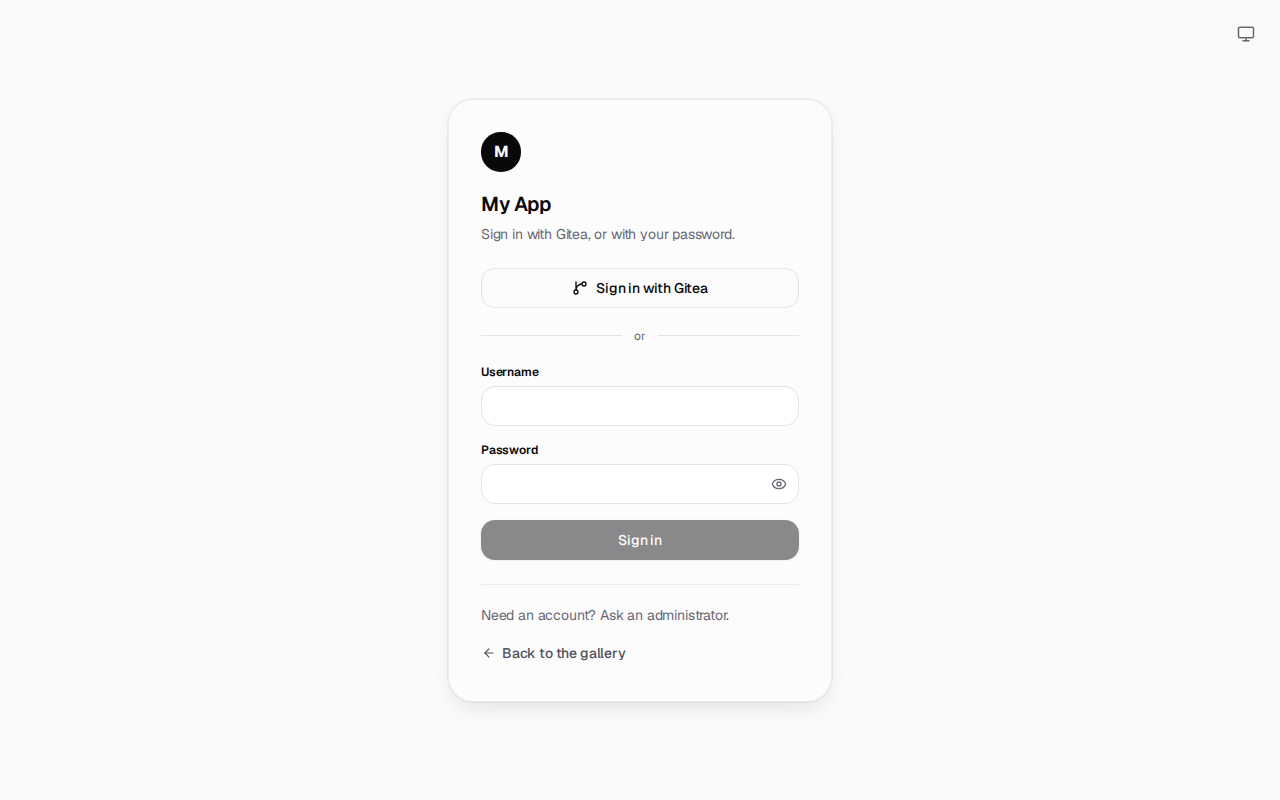 M
My App
Sign in with Gitea, or with your password.
Sign in with Gitea
or
Username
Password
Sign in
Need an account? Ask an administrator.
Back to the gallery